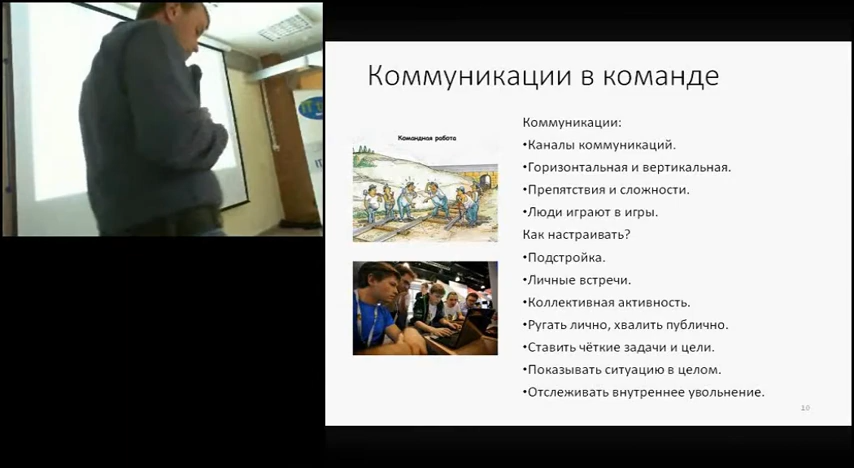 Коммуникации в команде
Командная работа
Коммуникации:
•Каналы коммуникаций.
•Горизонтальная и вертикальная.
•Препятствия и сложности.
•Люди играют в игры.
Как настраивать?
•Подстройка.
•Личные встречи.
•Коллективная активность.
•Ругать лично, хвалить публично.
•Ставить чёткие задачи и цели.
•Показывать ситуацию в целом.
•Отслеживать внутреннее увольнение.
10